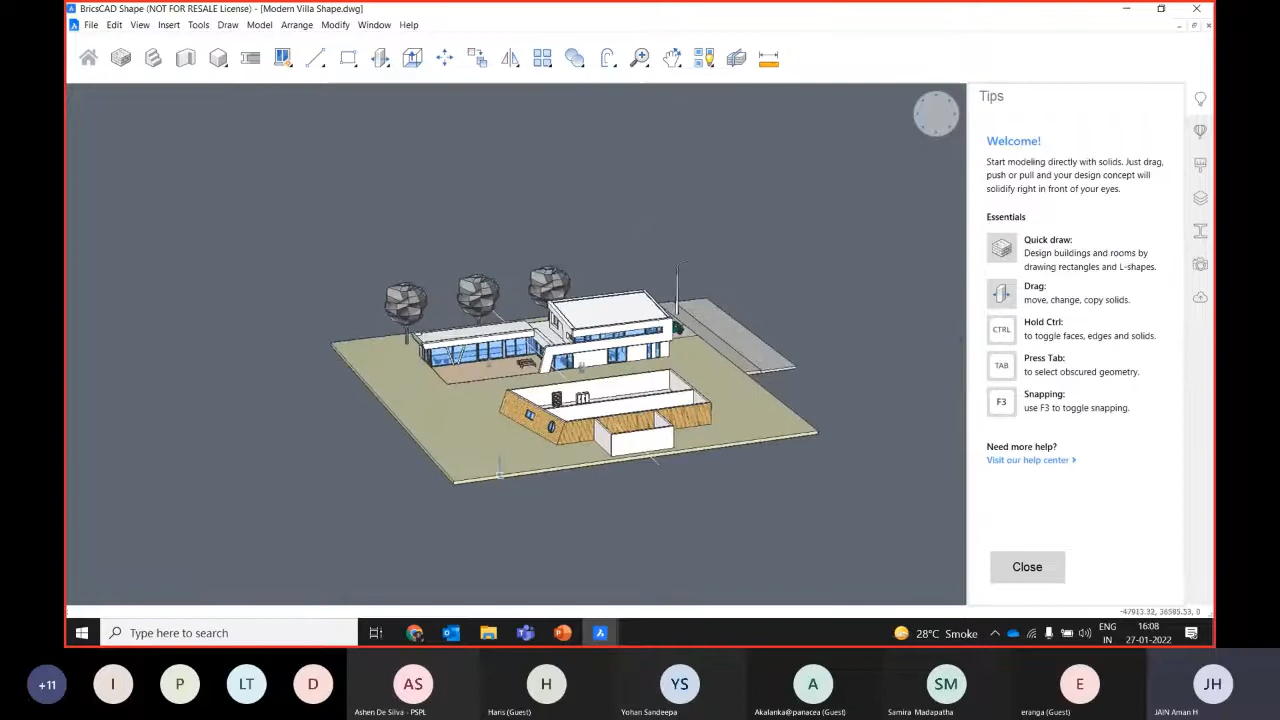 BricsCAD Shape (NOT FOR RESALE License) - [Modern Villa Shape.dwg]
File Edit View Insert Tools Draw Model Arrange Modify Window Help
Tips
Welcome!
Start modeling directly with solids. Just drag,
push or pull and your design concept will
solidify right in front of your eyes.
Essentials
Quick draw:
Design buildings and rooms by
drawing rectangles and L-shapes.
Drag:
move, change, copy solids.
CTRL
Hold Ctrl:
to toggle faces, edges and solids.
TAB
Press Tab:
to select obscured geometry.
F3
Snapping:
use F3 to toggle snapping.
Need more help?
Visit our help center >
Close
-47913.32, 36585.53, 0
Type here to search
28°C Smoke
ENG
IN
16:08
27-01-2022
+11 I P LT D AS H YS A SM E JH
Ashen De Silva - PSPL
Haris (Guest)
Yohan Sandeepa
Akalanka@panacea (Guest)
Samira Madapatha
eranga (Guest)
JAIN Aman H